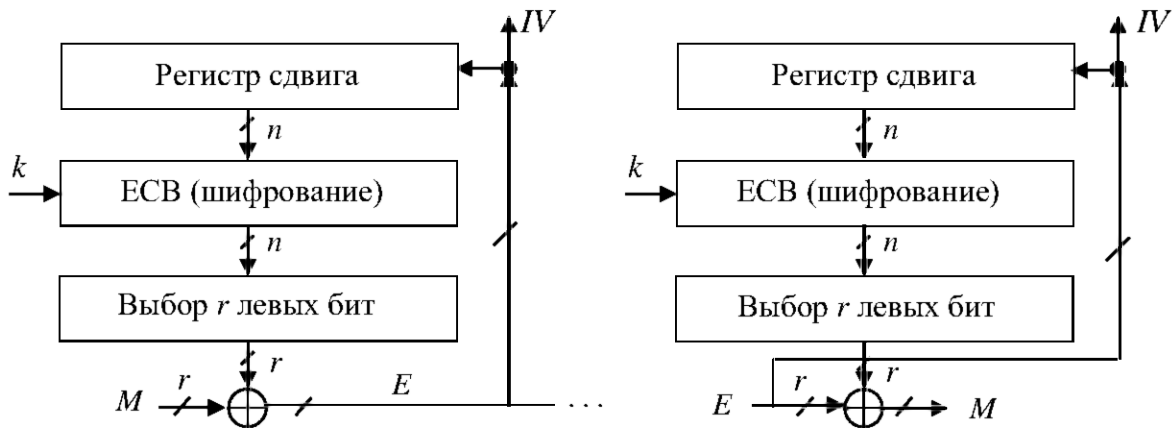 IV
Регистр сдвига
n
k
ECB (шифрование)
n
Выбор r левых бит
r
M
r
E
. . .
IV
Регистр сдвига
n
k
ECB (шифрование)
n
Выбор r левых бит
r
r
E
M